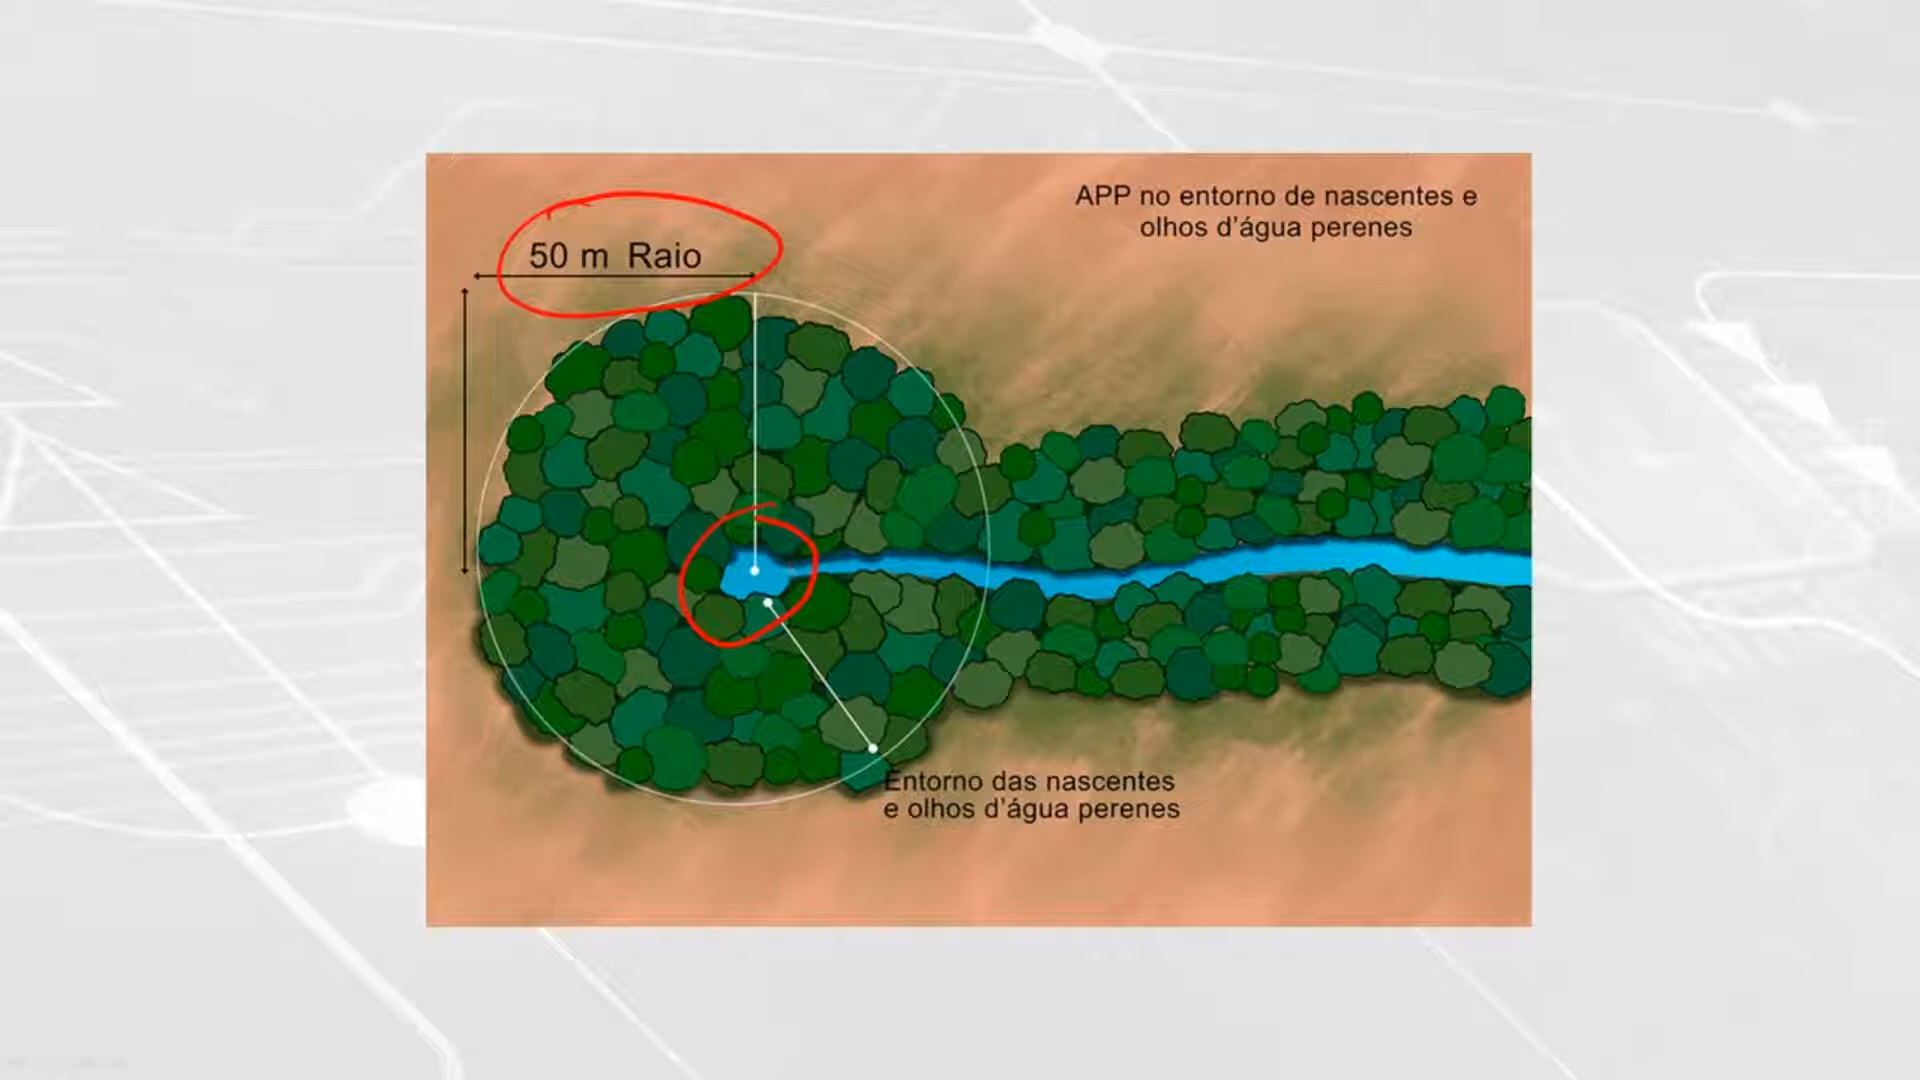 APP no entorno de nascentes e
olhos d'água perenes
50 m Raio
Entorno das nascentes
e olhos d'água perenes